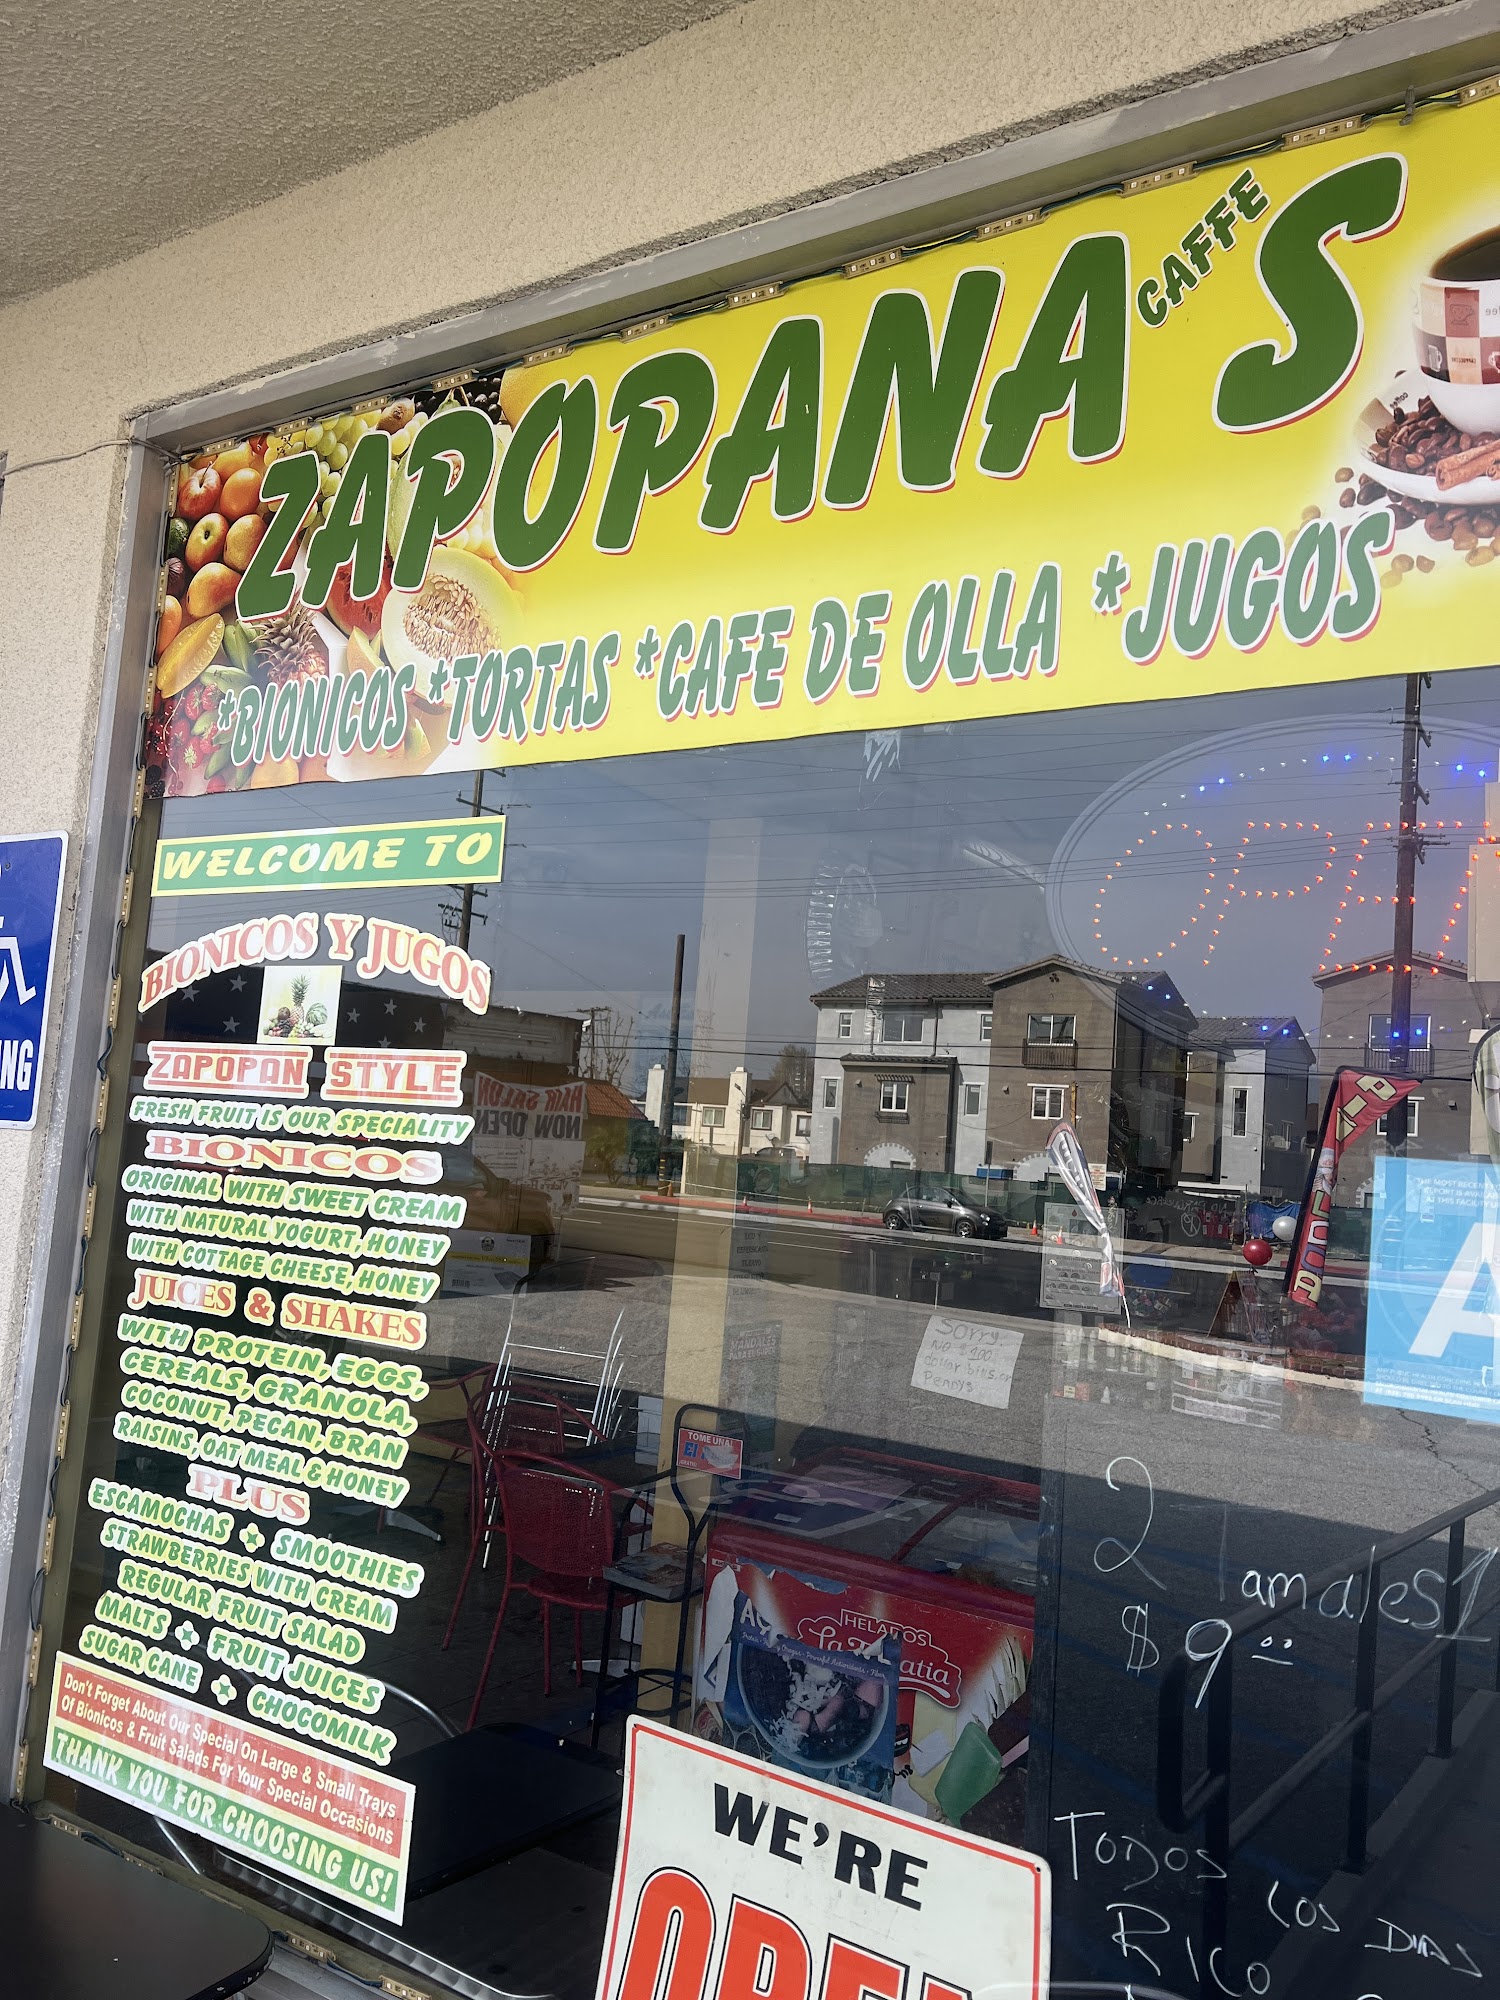 ZAPOPANA'S
CAFFE
*BIONICOS *TORTAS *CAFE DE OLLA *JUGOS
WELCOME TO
BIONICOS Y JUGOS
ZAPOPAN STYLE
FRESH FRUIT IS OUR SPECIALITY
BIONICOS
ORIGINAL WITH SWEET CREAM
WITH NATURAL YOGURT, HONEY
WITH COTTAGE CHEESE, HONEY
JUICES & SHAKES
WITH PROTEIN, EGGS,
CEREALS, GRANOLA,
COCONUT, PECAN, BRAN
RAISINS, OAT MEAL & HONEY
PLUS
ESCAMOCHAS ★ SMOOTHIES
STRAWBERRIES WITH CREAM
REGULAR FRUIT SALAD
MALTS ★ FRUIT JUICES
SUGAR CANE ★ CHOCOMILK
Don't Forget About Our Special On Large & Small Trays
Of Bionicos & Fruit Salads For Your Special Occasions
THANK YOU FOR CHOOSING US!
NG
OPEN
HAIR SALON
NOW OPEN
Sorry
NO $100
dollar bills or
Pennys
TOME UNA!
HELADOS
WE'RE
OPEN
A
2 Tamales
$9.00
TODOS LOS DIAS
RICO